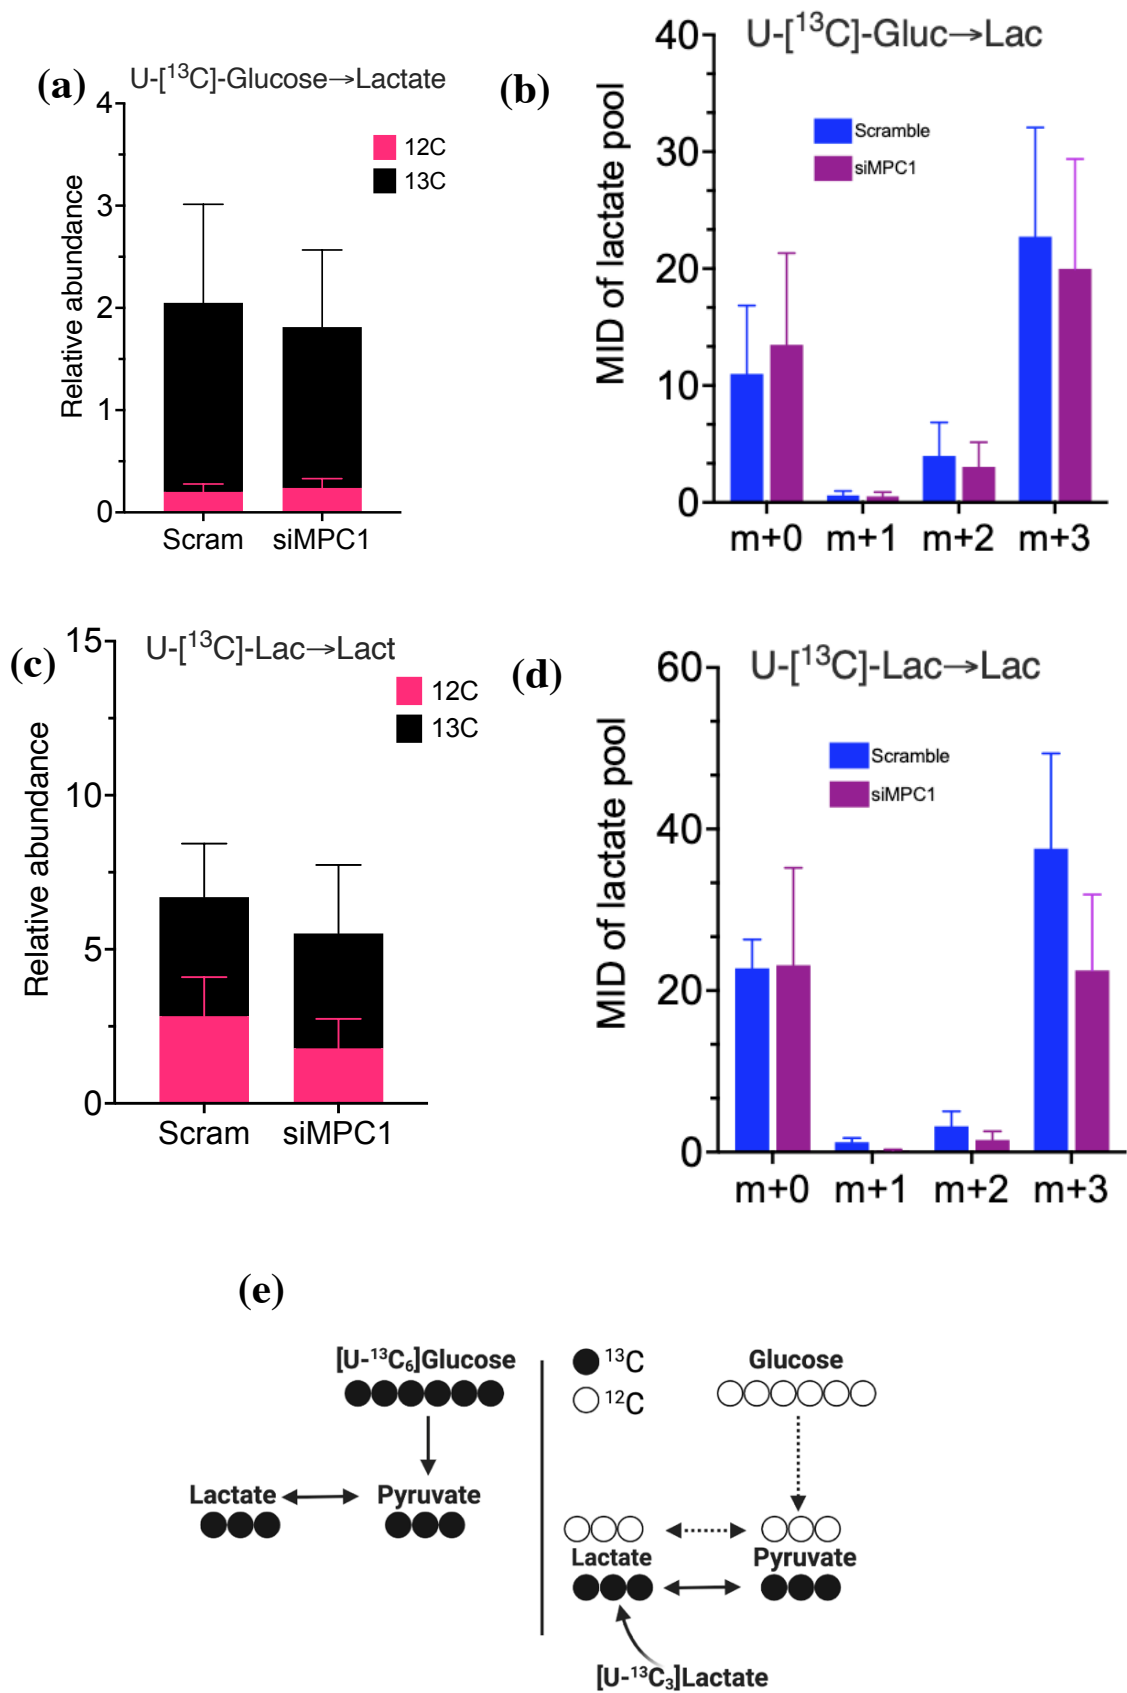 (a)
U-[¹³C]-Glucose→Lactate
4
3
2
1
0
Relative abundance
12C
13C
Scram siMPC1
(b)
U-[¹³C]-Gluc→Lac
40
30
20
10
0
MID of lactate pool
Scramble
siMPC1
m+0 m+1 m+2 m+3
(c)
U-[¹³C]-Lac→Lact
15
10
5
0
Relative abundance
12C
13C
Scram siMPC1
(d)
U-[¹³C]-Lac→Lac
60
40
20
0
MID of lactate pool
Scramble
siMPC1
m+0 m+1 m+2 m+3
(e)
[U-¹³C₆]Glucose
Lactate Pyruvate
¹³C
¹²C
Glucose
Lactate Pyruvate
[U-¹³C₃]Lactate